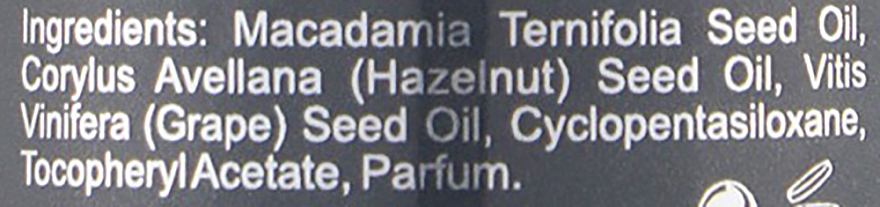 Ingredients: Macadamia Ternifolia Seed Oil,
Corylus Avellana (Hazelnut) Seed Oil, Vitis
Vinifera (Grape) Seed Oil, Cyclopentasiloxane,
Tocopheryl Acetate, Parfum.